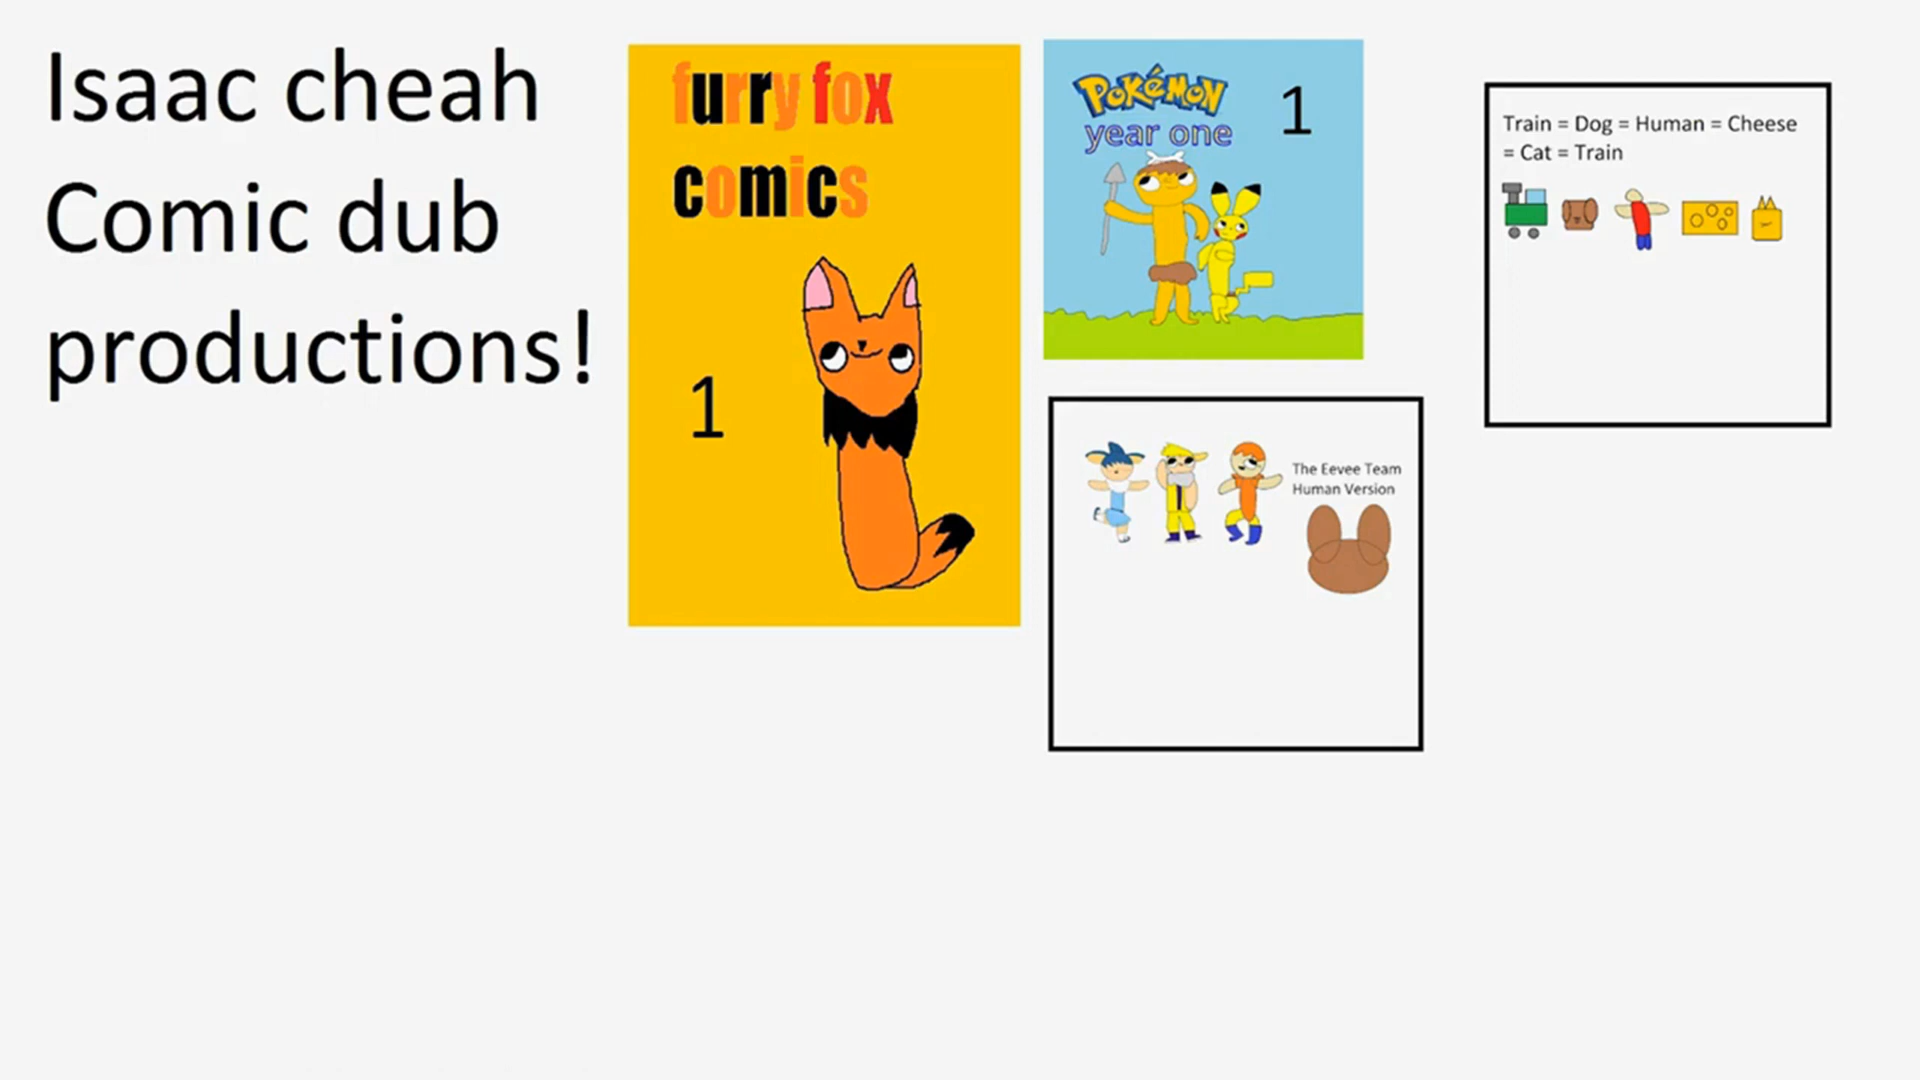 Isaac cheah
Comic dub
productions!
furry fox
comics
1
POKéMON
year one
1
Train = Dog = Human = Cheese
= Cat = Train
The Eevee Team
Human Version